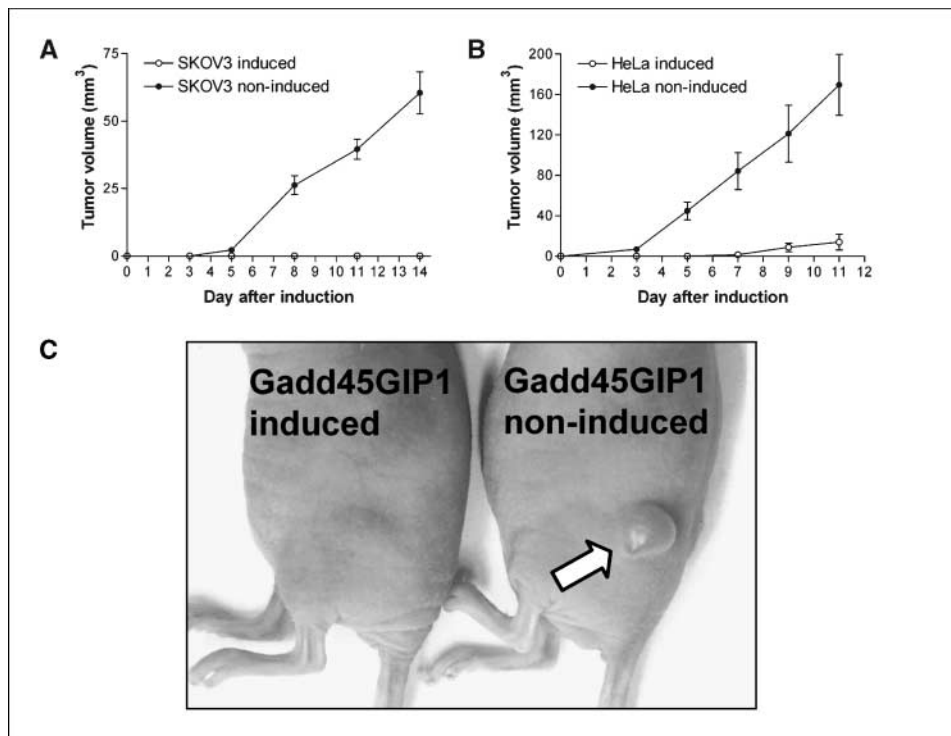 A
SKOV3 induced
SKOV3 non-induced
Tumor volume (mm³)
75
50
25
0
0 1 2 3 5 8 9 10 11 12 13 14
Day after induction
B
HeLa induced
HeLa non-induced
Tumor volume (mm³)
200
160
120
80
40
0
0 1 2 3 4 5 6 7 8 9 10 11 12
Day after induction
C
Gadd45GIP1
induced
Gadd45GIP1
non-induced